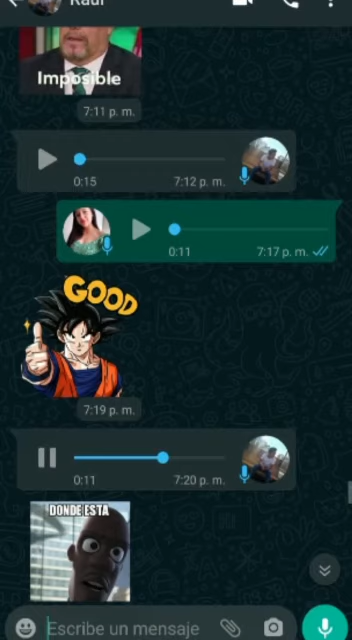 Raul
Imposible
7:11 p. m.
0:15
7:12 p. m.
0:11
7:17 p. m.
GOOD
7:19 p. m.
0:11
7:20 p. m.
DONDE ESTA
Escribe un mensaje